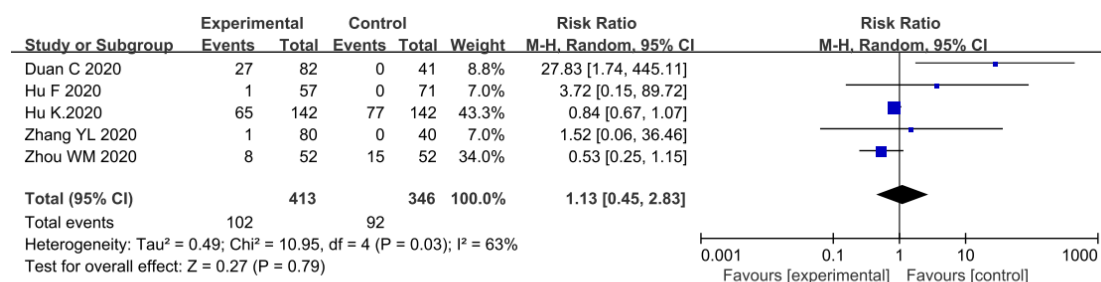 Experimental Control Risk Ratio Risk Ratio
Study or Subgroup Events Total Events Total Weight M-H, Random, 95% CI M-H, Random, 95% CI
Duan C 2020 27 82 0 41 8.8% 27.83 [1.74, 445.11]
Hu F 2020 1 57 0 71 7.0% 3.72 [0.15, 89.72]
Hu K.2020 65 142 77 142 43.3% 0.84 [0.67, 1.07]
Zhang YL 2020 1 80 0 40 7.0% 1.52 [0.06, 36.46]
Zhou WM 2020 8 52 15 52 34.0% 0.53 [0.25, 1.15]
Total (95% CI) 413 346 100.0% 1.13 [0.45, 2.83]
Total events 102 92
Heterogeneity: Tau² = 0.49; Chi² = 10.95, df = 4 (P = 0.03); I² = 63%
Test for overall effect: Z = 0.27 (P = 0.79)
0.001 0.1 1 10 1000
Favours [experimental] Favours [control]